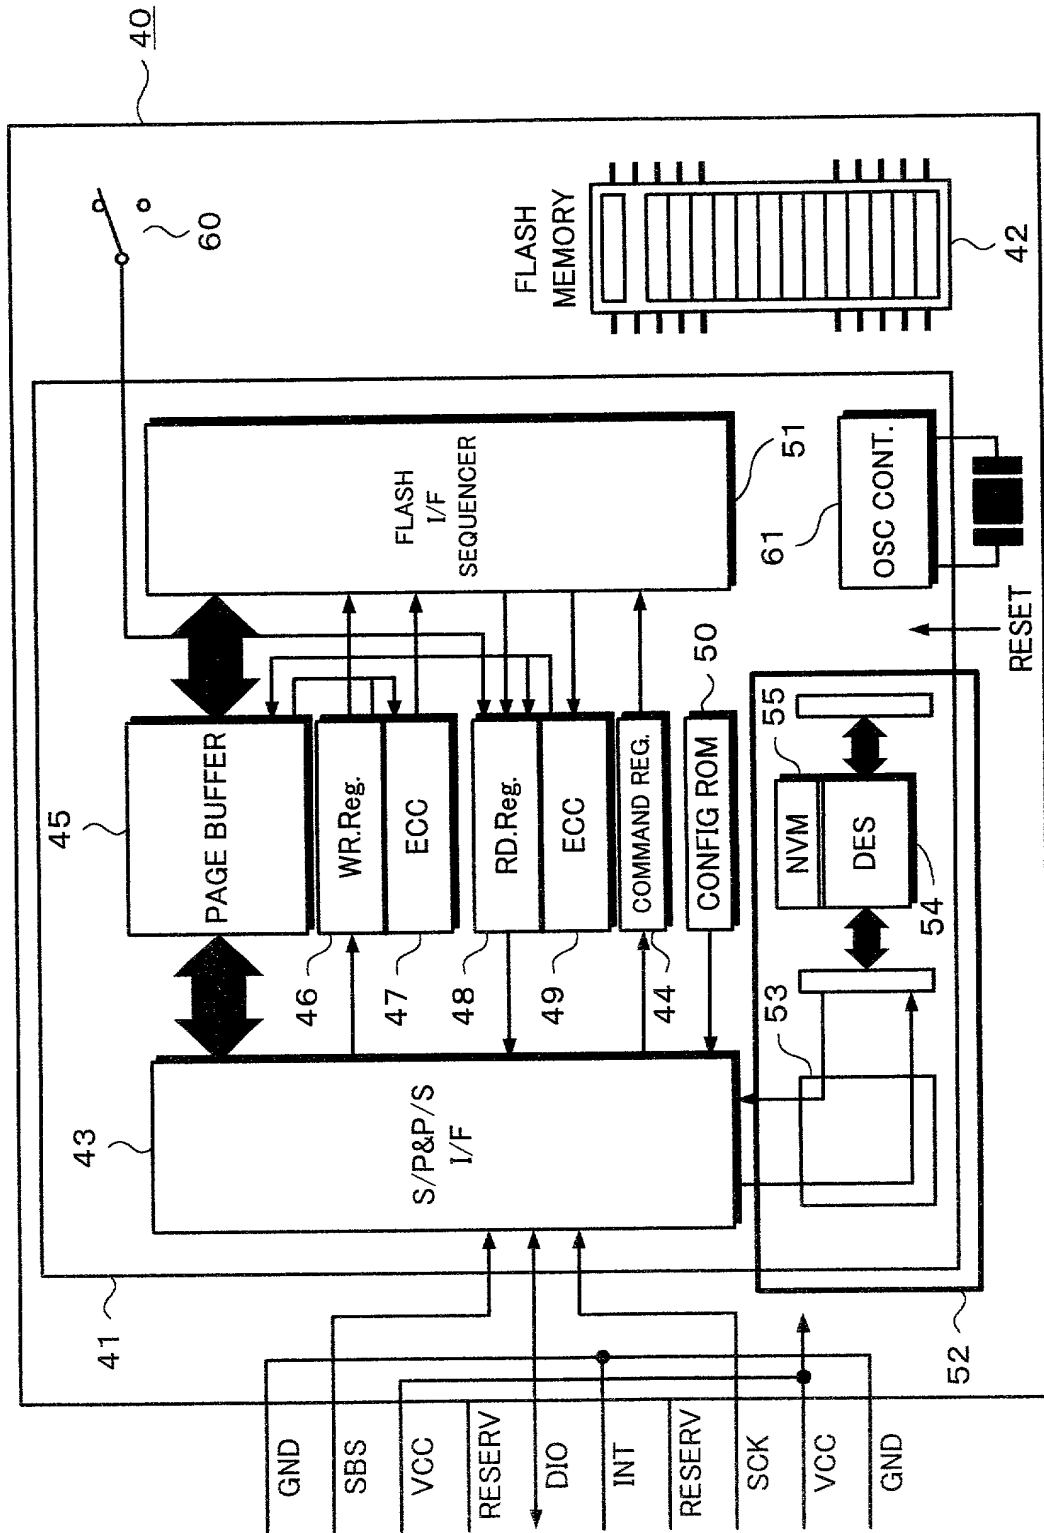 40
60
FLASH
MEMORY
42
FLASH
I/F
SEQUENCER
51
61
OSC CONT.
RESET
45
PAGE BUFFER
46
WR.Reg.
47
ECC
48
RD.Reg.
49
ECC
44
COMMAND REG.
50
CONFIG ROM
55
NVM
DES
54
53
43
S/P&P/S
I/F
41
52
GND
SBS
VCC
RESERV
DIO
INT
RESERV
SCK
VCC
GND